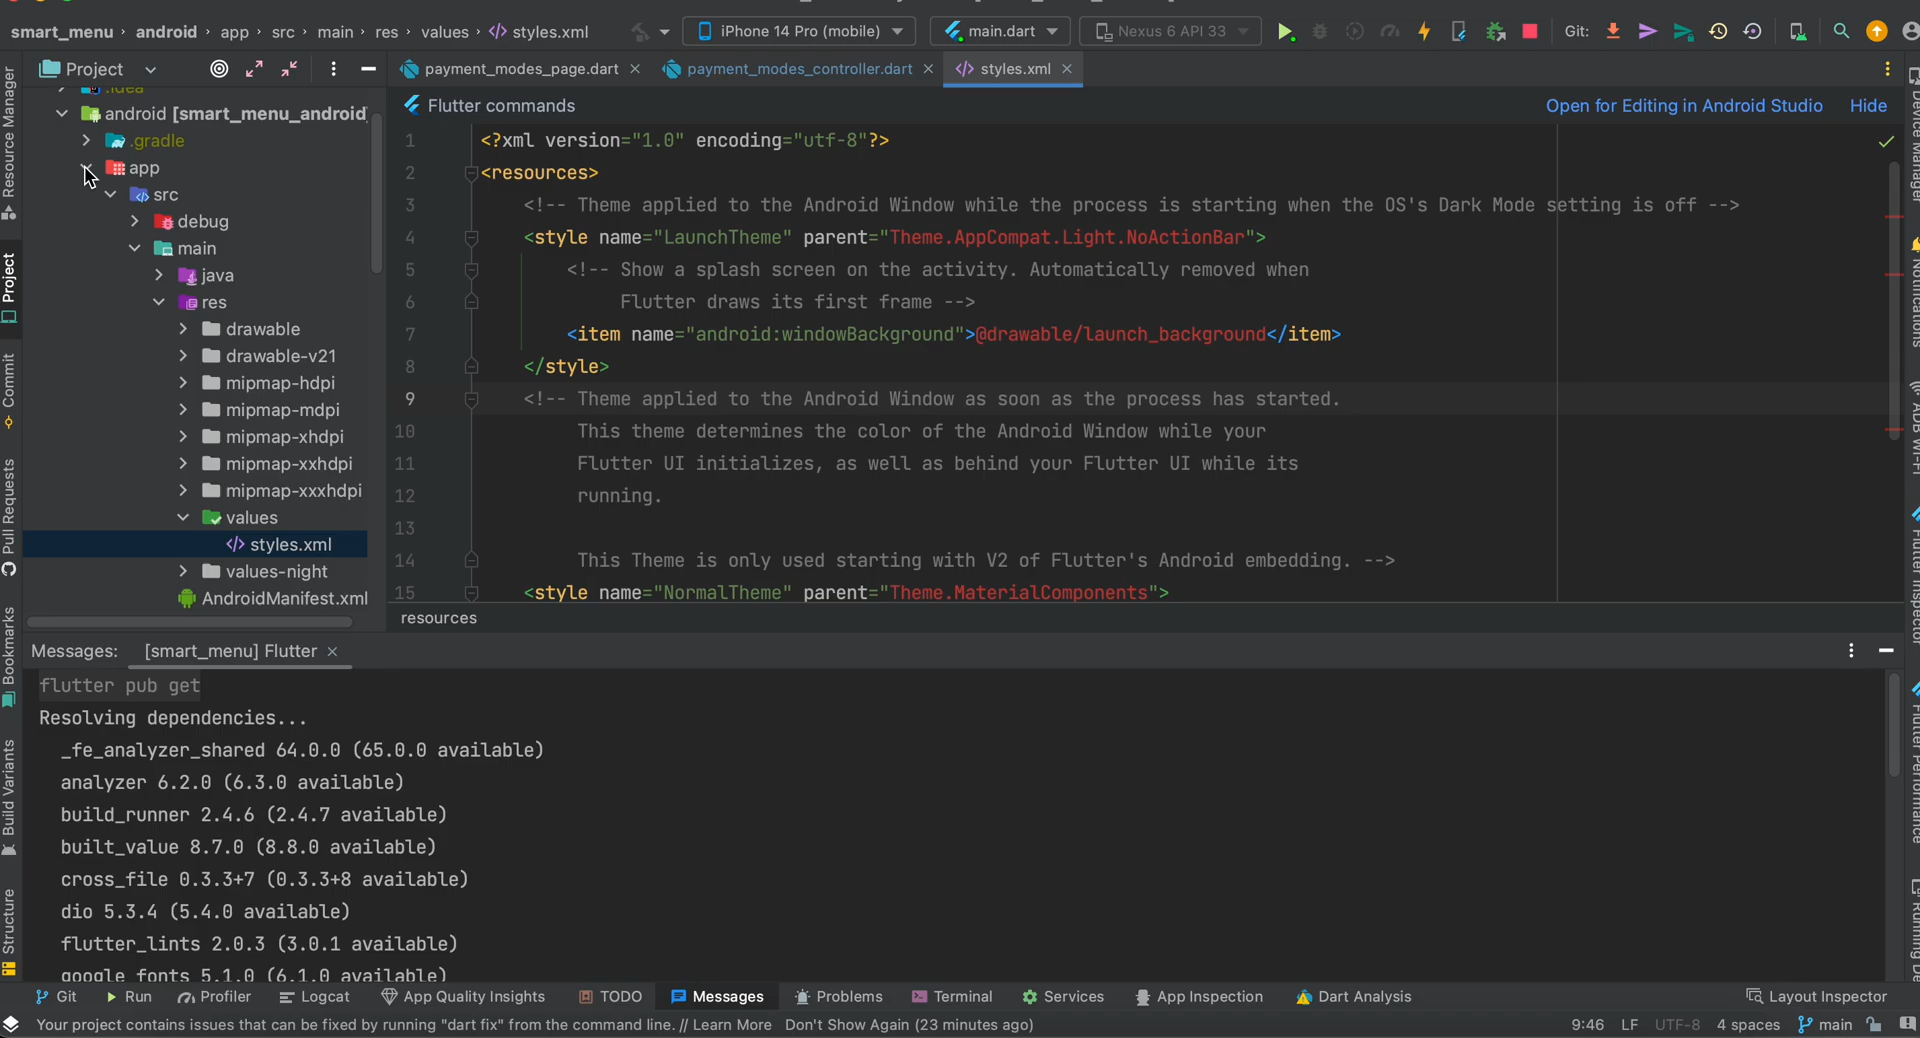 smart_menu › android › app › src › main › res › values › styles.xml
iPhone 14 Pro (mobile)
main.dart
Nexus 6 API 33
Git:
Project
payment_modes_page.dart
payment_modes_controller.dart
styles.xml
Flutter commands
Open for Editing in Android Studio
Hide
.idea
android [smart_menu_android]
.gradle
app
src
debug
main
java
res
drawable
drawable-v21
mipmap-hdpi
mipmap-mdpi
mipmap-xhdpi
mipmap-xxhdpi
mipmap-xxxhdpi
values
styles.xml
values-night
AndroidManifest.xml
1 <?xml version="1.0" encoding="utf-8"?>
2 <resources>
3 <!-- Theme applied to the Android Window while the process is starting when the OS's Dark Mode setting is off -->
4 <style name="LaunchTheme" parent="Theme.AppCompat.Light.NoActionBar">
5 <!-- Show a splash screen on the activity. Automatically removed when
6 Flutter draws its first frame -->
7 <item name="android:windowBackground">@drawable/launch_background</item>
8 </style>
9 <!-- Theme applied to the Android Window as soon as the process has started.
10 This theme determines the color of the Android Window while your
11 Flutter UI initializes, as well as behind your Flutter UI while its
12 running.
13
14 This Theme is only used starting with V2 of Flutter's Android embedding. -->
15 <style name="NormalTheme" parent="Theme.MaterialComponents">
resources
Resource Manager
Project
Commit
Pull Requests
Bookmarks
Build Variants
Structure
Device Manager
Notifications
ADB Wi-Fi
Flutter Inspector
Flutter Performance
Messages: [smart_menu] Flutter
flutter pub get
Resolving dependencies...
_fe_analyzer_shared 64.0.0 (65.0.0 available)
analyzer 6.2.0 (6.3.0 available)
build_runner 2.4.6 (2.4.7 available)
built_value 8.7.0 (8.8.0 available)
cross_file 0.3.3+7 (0.3.3+8 available)
dio 5.3.4 (5.4.0 available)
flutter_lints 2.0.3 (3.0.1 available)
google_fonts 5.1.0 (6.1.0 available)
Git
Run
Profiler
Logcat
App Quality Insights
TODO
Messages
Problems
Terminal
Services
App Inspection
Dart Analysis
Layout Inspector
Your project contains issues that can be fixed by running "dart fix" from the command line. // Learn More Don't Show Again (23 minutes ago)
9:46 LF UTF-8 4 spaces main